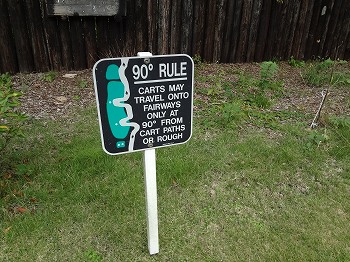 90° RULE
CARTS MAY
TRAVEL ONTO
FAIRWAYS
ONLY AT
90° FROM
CART PATHS
OR ROUGH